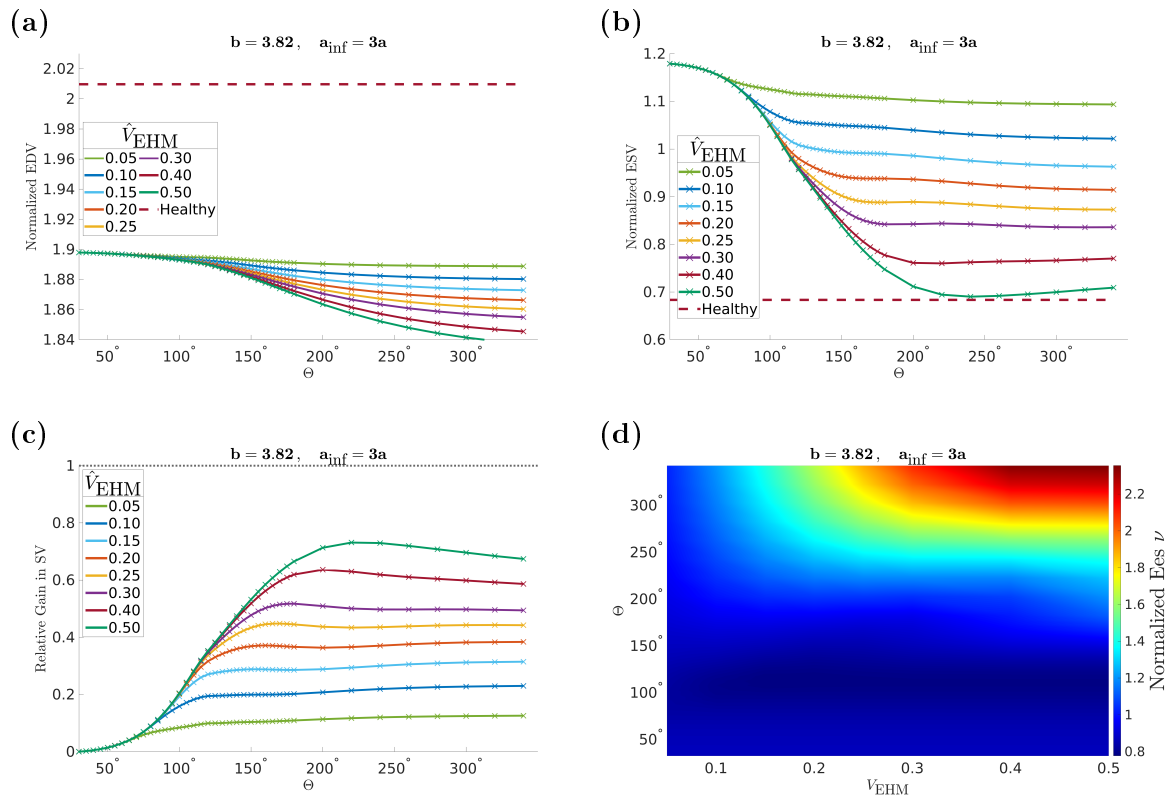 (a)
b = 3.82 ,   a_inf = 3a
Normalized EDV
2.02
2
1.98
1.96
1.94
1.92
1.9
1.88
1.86
1.84
V̂_EHM
0.05 0.30
0.10 0.40
0.15 0.50
0.20 Healthy
0.25
50° 100° 150° 200° 250° 300°
Θ
(b)
b = 3.82 ,   a_inf = 3a
Normalized ESV
1.2
1.1
1
0.9
0.8
0.7
0.6
V̂_EHM
0.05
0.10
0.15
0.20
0.25
0.30
0.40
0.50
Healthy
50° 100° 150° 200° 250° 300°
Θ
(c)
b = 3.82 ,   a_inf = 3a
Relative Gain in SV
1
0.8
0.6
0.4
0.2
0
V̂_EHM
0.05
0.10
0.15
0.20
0.25
0.30
0.40
0.50
50° 100° 150° 200° 250° 300°
Θ
(d)
b = 3.82 ,   a_inf = 3a
Θ
300°
250°
200°
150°
100°
50°
0.1 0.2 0.3 0.4 0.5
V_EHM
2.2
2
1.8
1.6
1.4
1.2
1
0.8
Normalized Ees ν